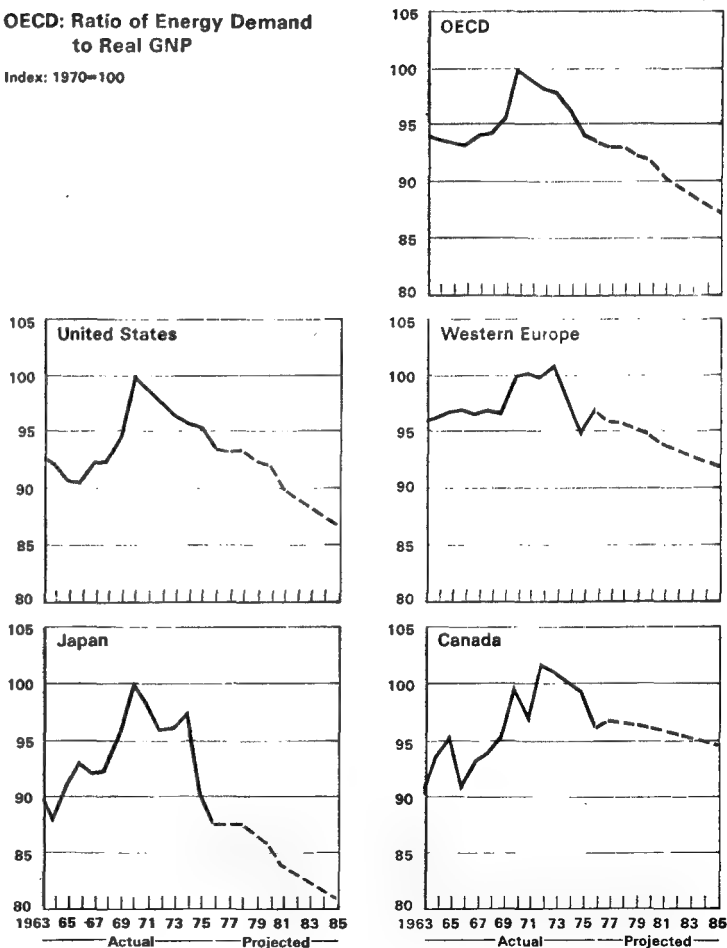 OECD: Ratio of Energy Demand
to Real GNP
Index: 1970=100
OECD
105
100
95
90
85
80
United States
105
100
95
90
85
80
Western Europe
105
100
95
90
85
80
Japan
105
100
95
90
85
80
1963 65 67 69 71 73 75 77 79 81 83 85
Actual Projected
Canada
105
100
95
90
85
80
1963 65 67 69 71 73 75 77 79 81 83 85
Actual Projected